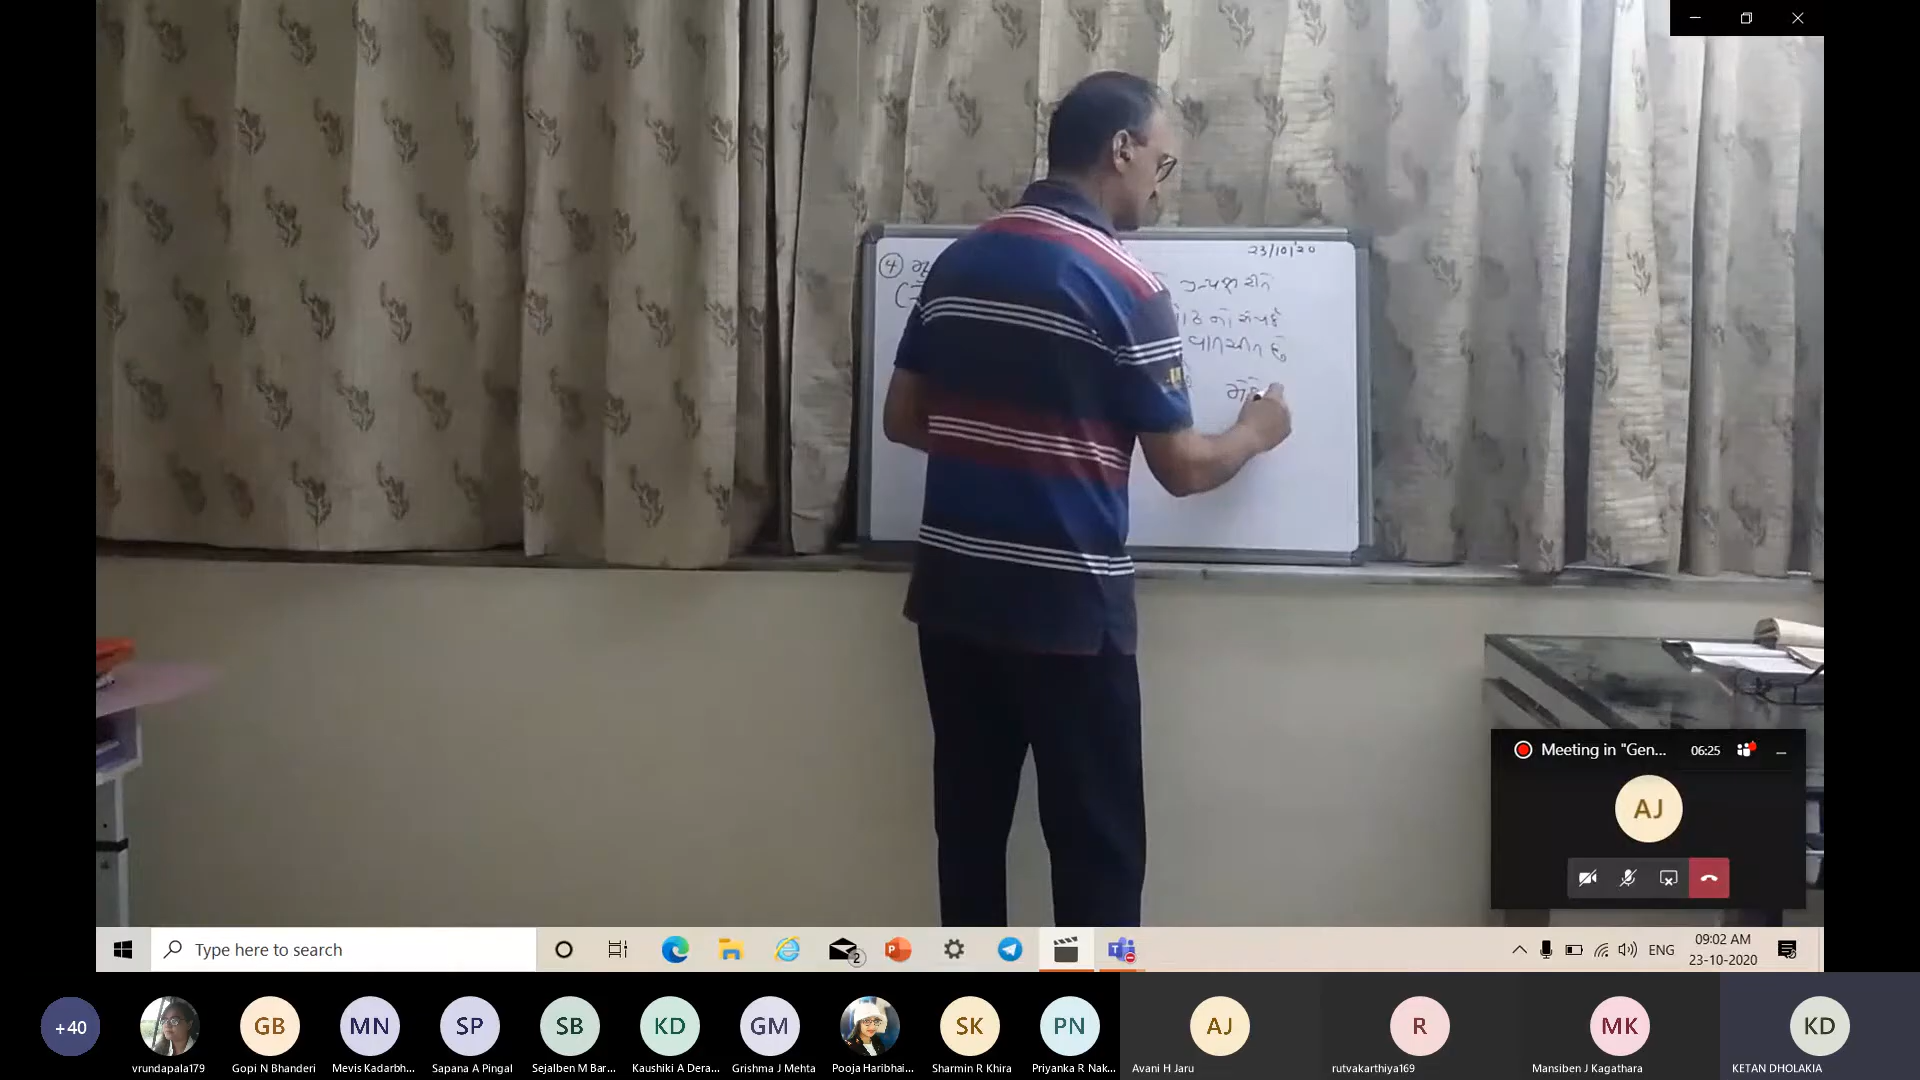 23/10/'20
④
Meeting in "Gen... 06:25
AJ
Type here to search
2
ENG
09:02 AM
23-10-2020
+40 GB MN SP SB KD GM SK PN AJ R MK KD
vrundapala179 Gopi N Bhanderi Mevis Kadarbh... Sapana A Pingal Sejalben M Bar... Kaushiki A Dera... Grishma J Mehta Pooja Haribhai... Sharmin R Khira Priyanka R Nak... Avani H Jaru rutvakarthiya169 Mansiben J Kagathara KETAN DHOLAKIA